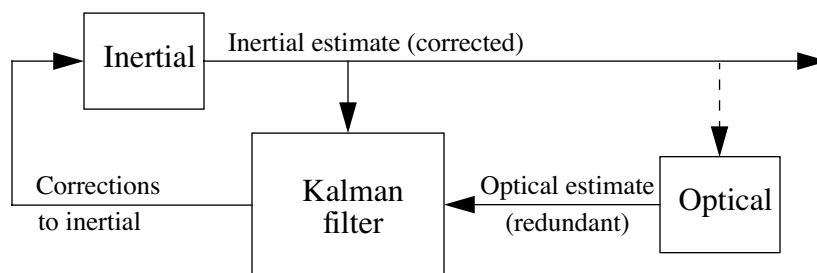 Inertial
Inertial estimate (corrected)
Corrections
to inertial
Kalman
filter
Optical estimate
(redundant)
Optical